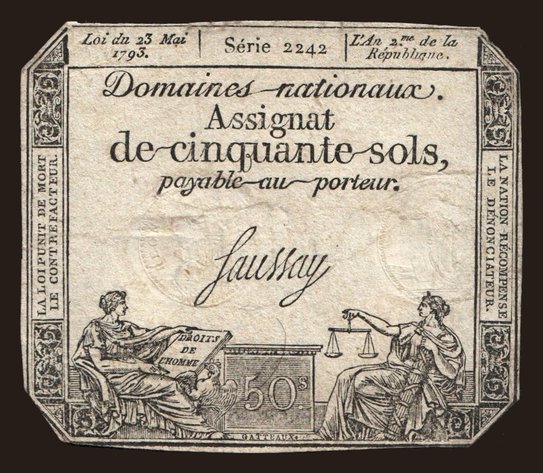 Loi du 23 Mai
1793.
Série 2242
L'An 2.me de la
République.
Domaines nationaux.
Assignat
de cinquante sols,
payable au porteur.
LA LOI PUNIT DE MORT
LE CONTREFACTEUR.
LA NATION RÉCOMPENSE
LE DÉNONCIATEUR.
Saussay
DROITS
DE
L'HOMME
50.s
GATTEAUX